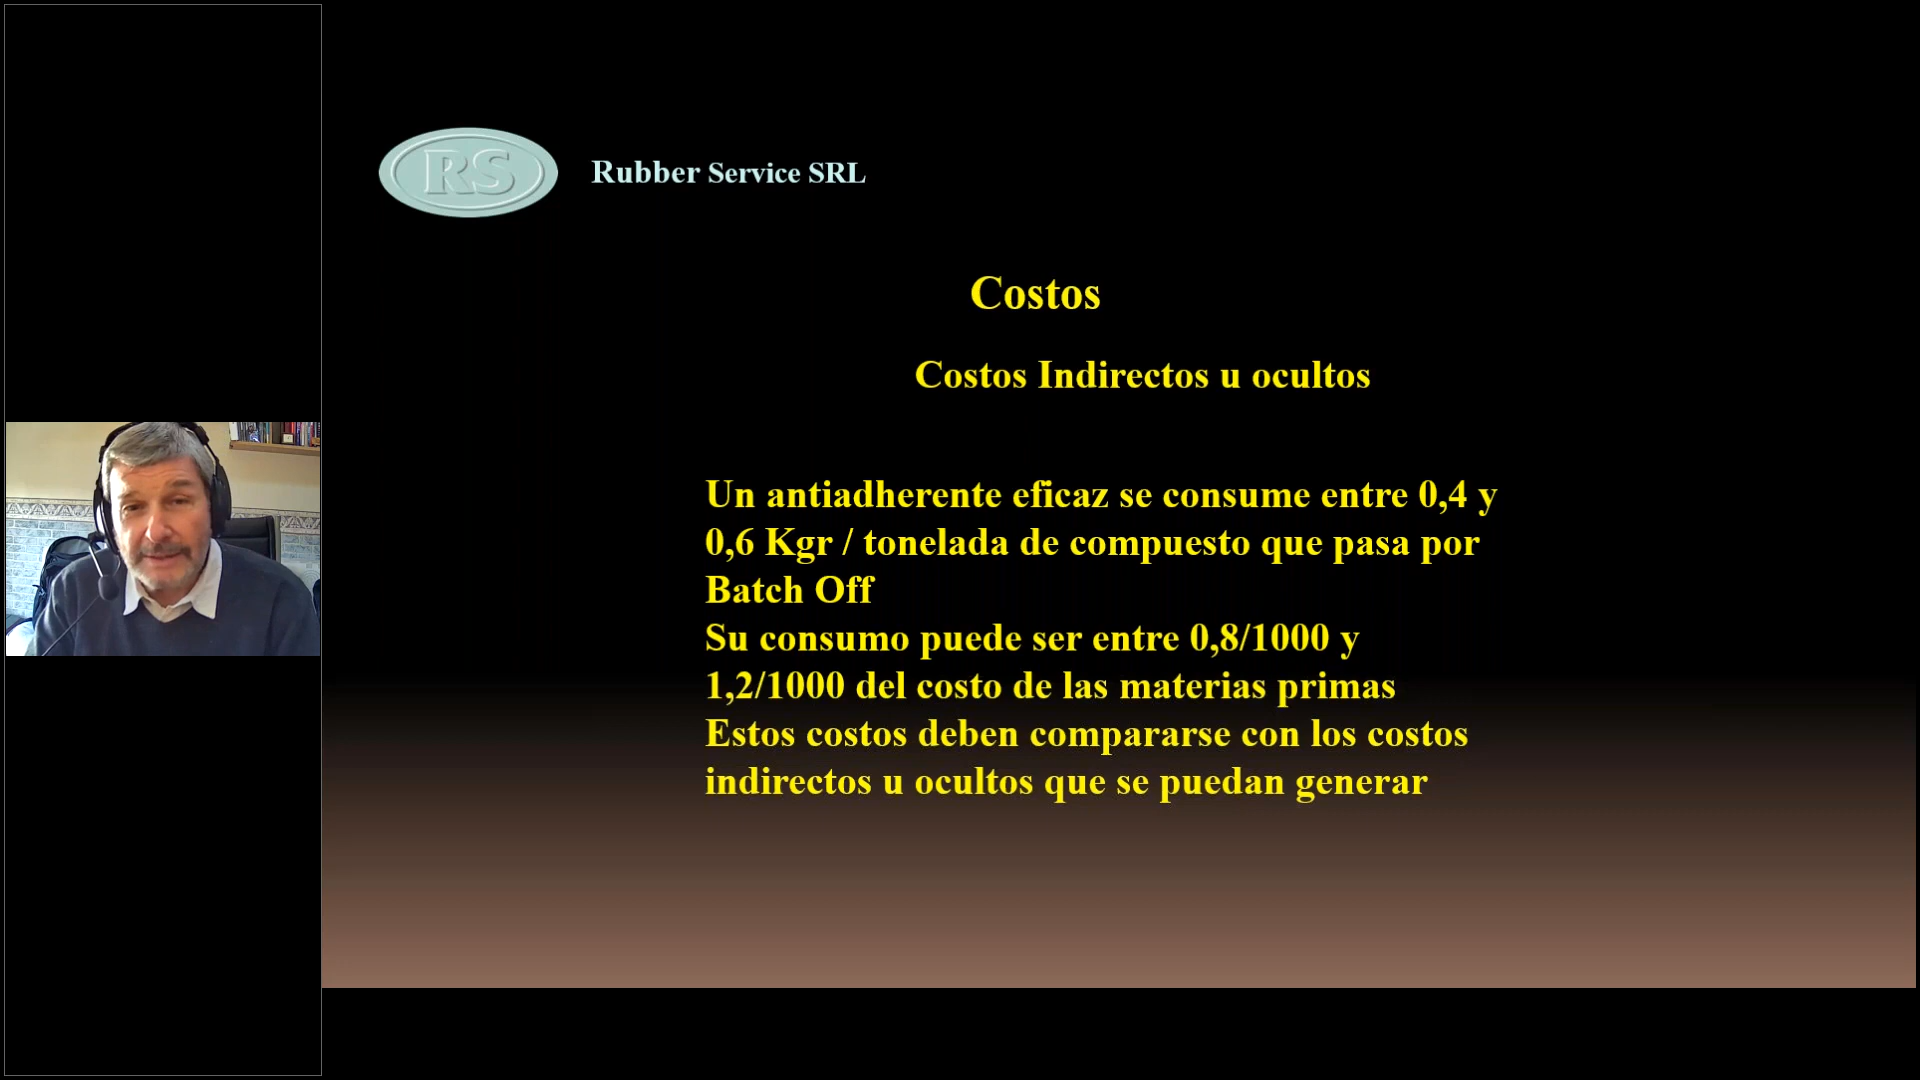 RS
Rubber Service SRL
Costos
Costos Indirectos u ocultos
Un antiadherente eficaz se consume entre 0,4 y
0,6 Kgr / tonelada de compuesto que pasa por
Batch Off
Su consumo puede ser entre 0,8/1000 y
1,2/1000 del costo de las materias primas
Estos costos deben compararse con los costos
indirectos u ocultos que se puedan generar